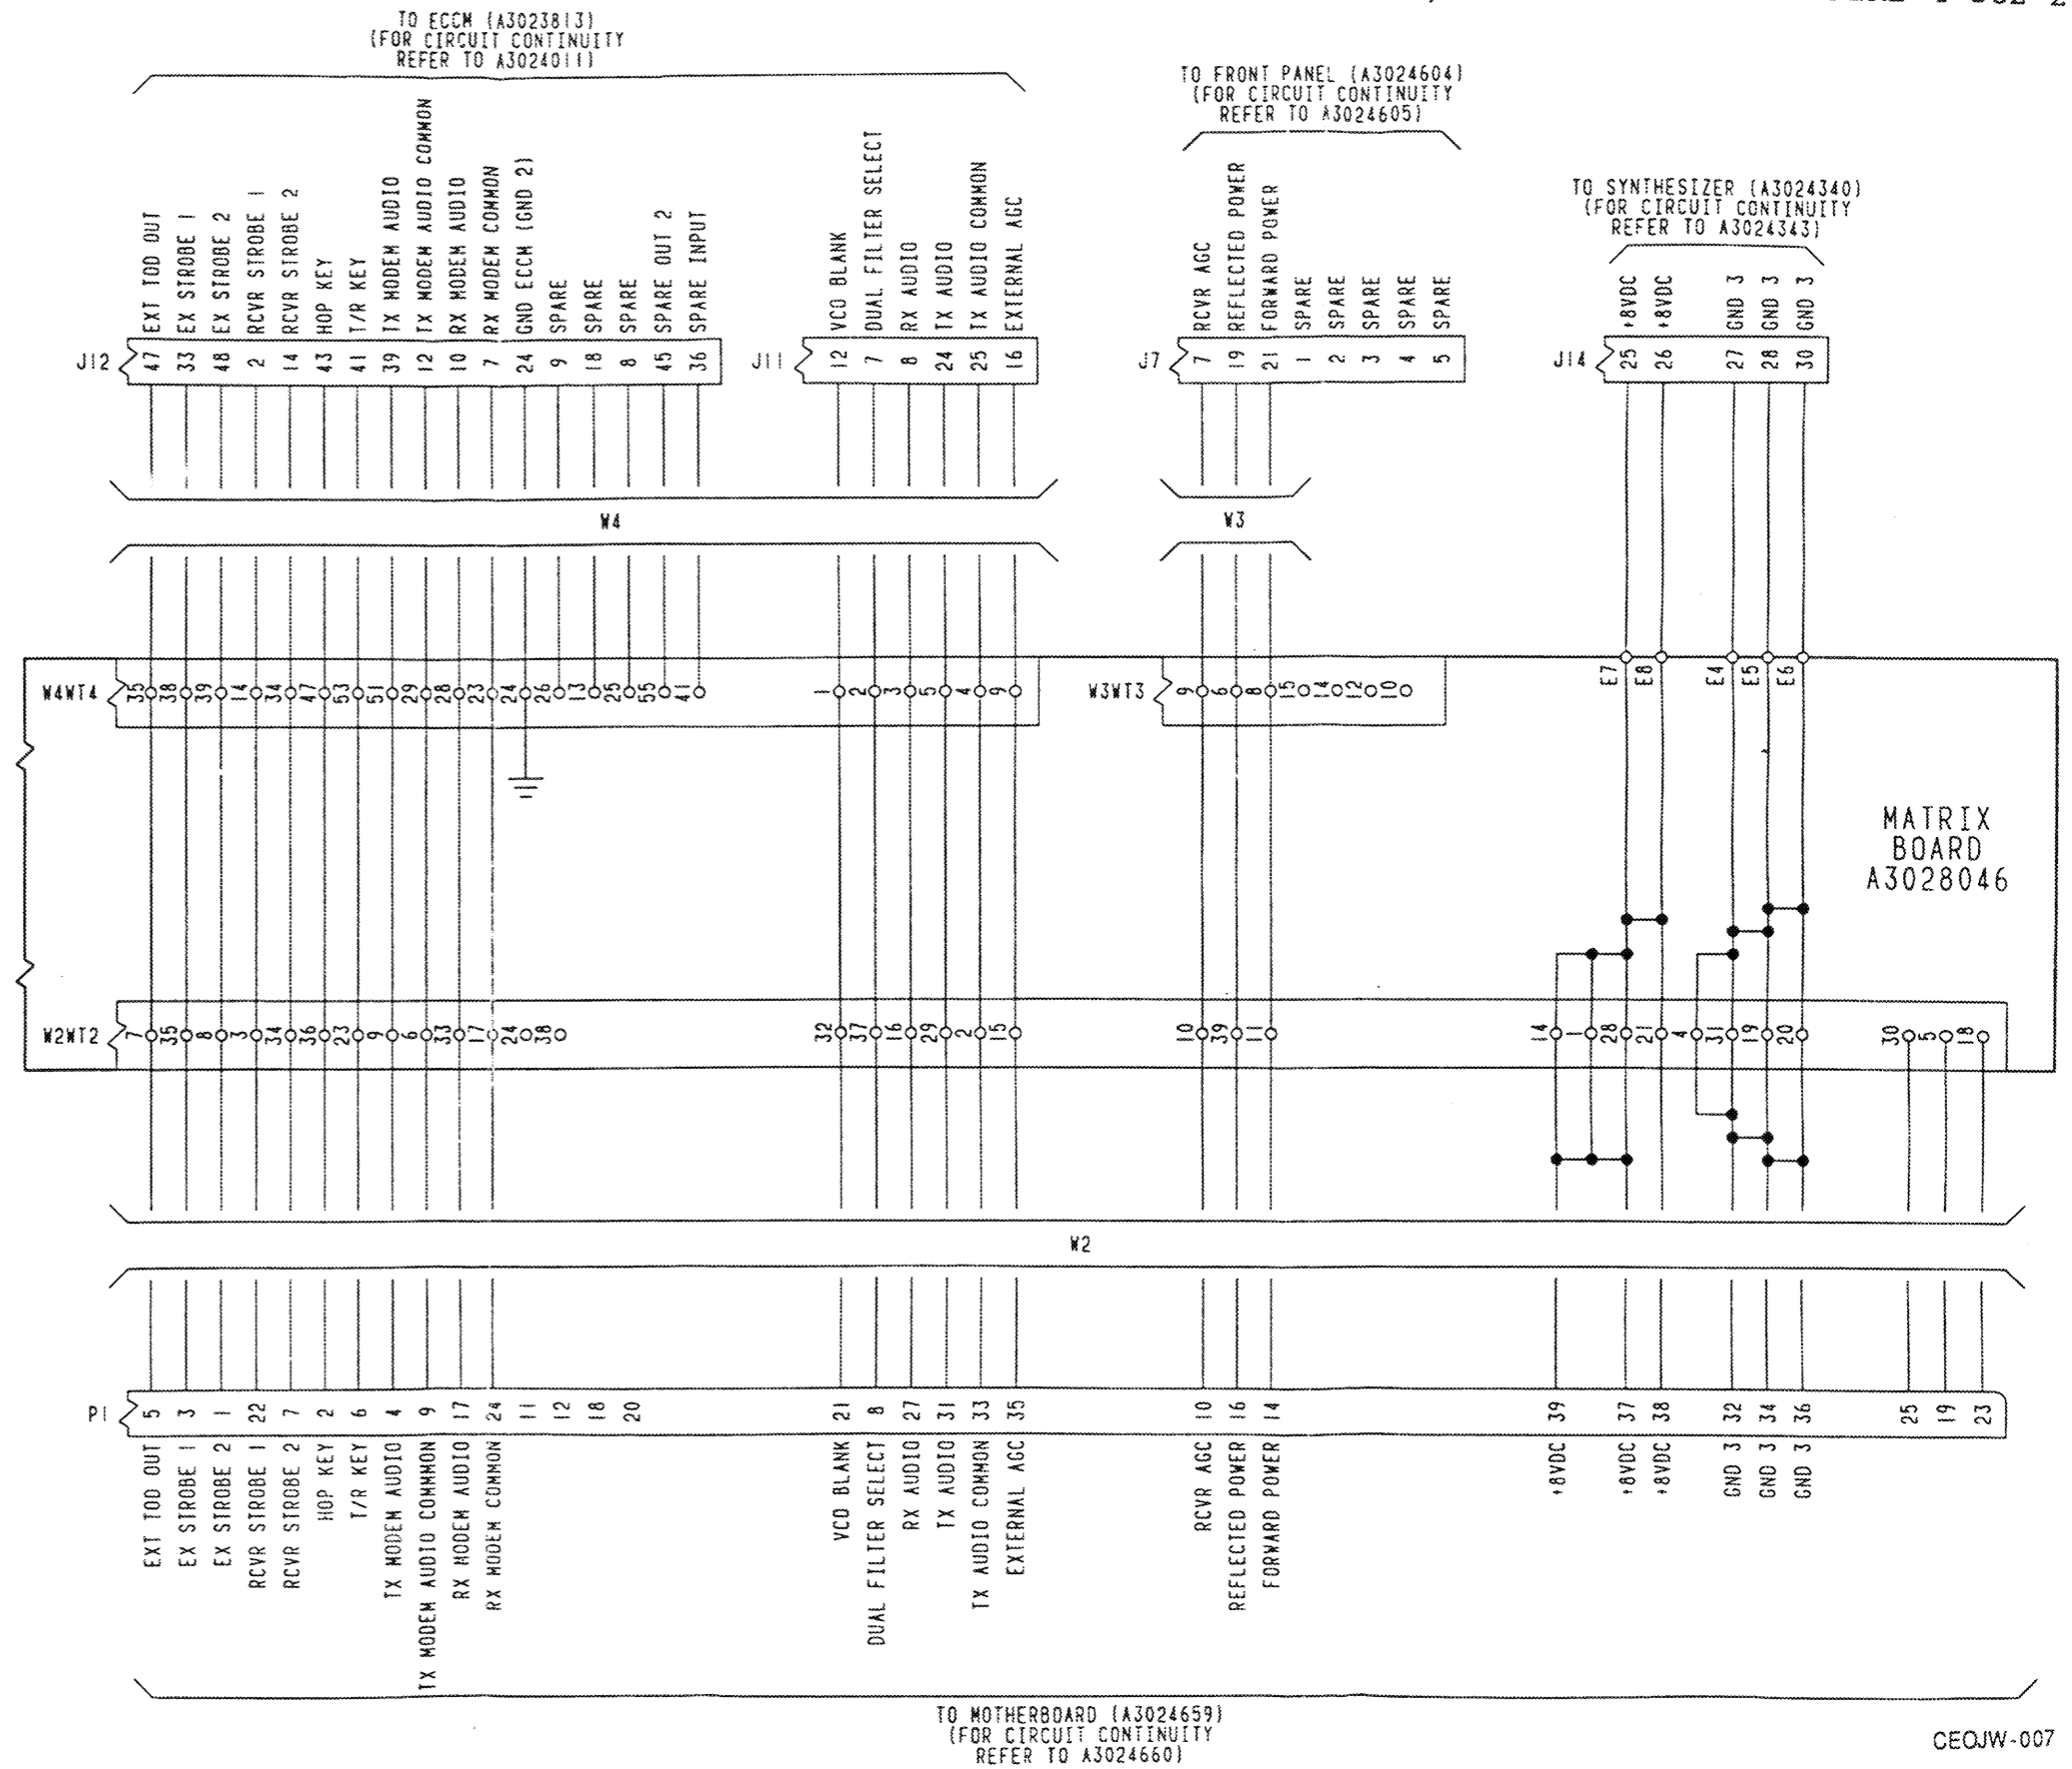 TO ECCM (A3023813)
(FOR CIRCUIT CONTINUITY
REFER TO A3024011)
TO FRONT PANEL (A3024604)
(FOR CIRCUIT CONTINUITY
REFER TO A3024605)
TO SYNTHESIZER (A3024340)
(FOR CIRCUIT CONTINUITY
REFER TO A3024343)
EXT TOD OUT
EX STROBE 1
EX STROBE 2
RCVR STROBE 1
RCVR STROBE 2
HOP KEY
T/R KEY
TX MODEM AUDIO
TX MODEM AUDIO COMMON
RX MODEM AUDIO
RX MODEM COMMON
GND ECCM (GND 2)
SPARE
SPARE
SPARE
SPARE OUT 2
SPARE INPUT
VCO BLANK
DUAL FILTER SELECT
RX AUDIO
TX AUDIO
TX AUDIO COMMON
EXTERNAL AGC
RCVR AGC
REFLECTED POWER
FORWARD POWER
SPARE
SPARE
SPARE
SPARE
SPARE
+8VDC
+8VDC
GND 3
GND 3
GND 3
J12 47 33 48 2 14 43 41 39 12 10 7 24 9 18 8 45 36
J11 12 7 8 24 25 16
J7 7 19 21 1 2 3 4 5
J14 25 26 27 28 30
W4
W3
E7 E8 E4 E5 E6
W4WT4 35 38 39 14 34 47 53 51 29 28 23 24 26 13 25 55 41
1 2 3 5 4 9
W3WT3 9 6 8 15 14 12 10
MATRIX
BOARD
A3028046
W2WT2 7 35 8 3 34 36 23 9 6 33 17 24 38
32 37 16 29 2 15
10 39 11
14 1 28 21 4 31 19 20
30 5 18
W2
P1 5 3 1 22 7 2 6 4 9 17 24 11 12 18 20
21 8 27 31 33 35
10 16 14
39 37 38 32 34 36
25 19 23
EXT TOD OUT
EX STROBE 1
EX STROBE 2
RCVR STROBE 1
RCVR STROBE 2
HOP KEY
T/R KEY
TX MODEM AUDIO
TX MODEM AUDIO COMMON
RX MODEM AUDIO
RX MODEM COMMON
VCO BLANK
DUAL FILTER SELECT
RX AUDIO
TX AUDIO
TX AUDIO COMMON
EXTERNAL AGC
RCVR AGC
REFLECTED POWER
FORWARD POWER
+8VDC
+8VDC
+8VDC
GND 3
GND 3
GND 3
TO MOTHERBOARD (A3024659)
(FOR CIRCUIT CONTINUITY
REFER TO A3024660)
CEOJW-007